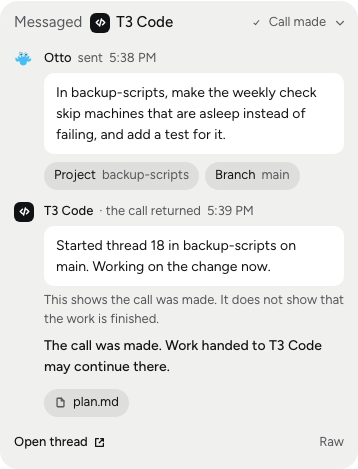 Messaged T3 Code Call made
Otto sent 5:38 PM
In backup-scripts, make the weekly check
skip machines that are asleep instead of
failing, and add a test for it.
Project backup-scripts Branch main
T3 Code · the call returned 5:39 PM
Started thread 18 in backup-scripts on
main. Working on the change now.
This shows the call was made. It does not show that
the work is finished.
The call was made. Work handed to T3 Code
may continue there.
plan.md
Open thread Raw